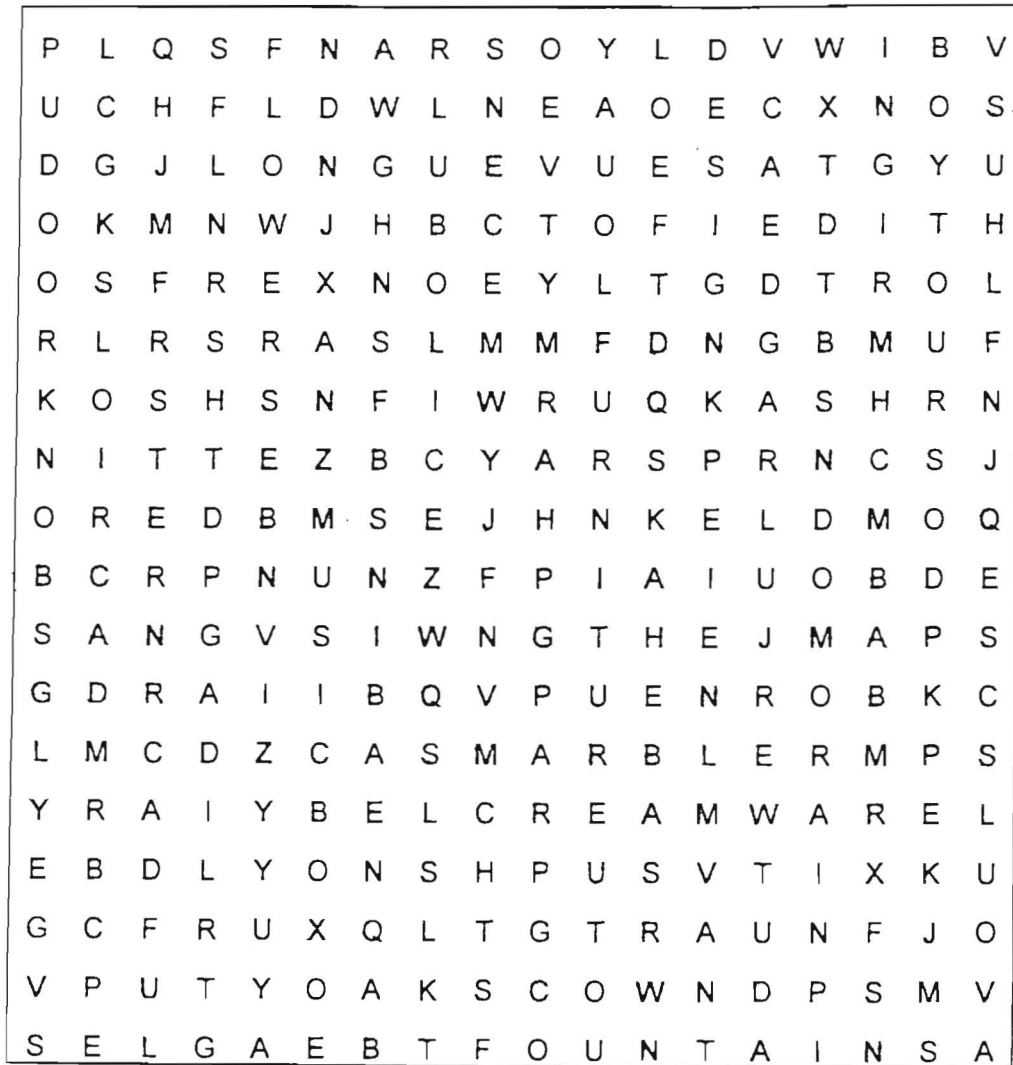 P L Q S F N A R S O Y L D V W I B V
U C H F L D W L N E A O E C X N O S
D G J L O N G U E V U E S A T G Y U
O K M N W J H B C T O F I E D I T H
O S F R E X N O E Y L T G D T R O L
R L R S R A S L M M F D N G B M U F
K O S H S N F I W R U Q K A S H R N
N I T T E Z B C Y A R S P R N C S J
O R E D B M S E J H N K E L D M O Q
B C R P N U N Z F P I A I U O B D E
S A N G V S I W N G T H E J M A P S
G D R A I I B Q V P U E N R O B K C
L M C D Z C A S M A R B L E R M P S
Y R A I Y B E L C R E A M W A R E L
E B D L Y O N S H P U S V T I X K U
G C F R U X Q L T G T R A U N F J O
V P U T Y O A K S C O W N D P S M V
S E L G A E B T F O U N T A I N S A